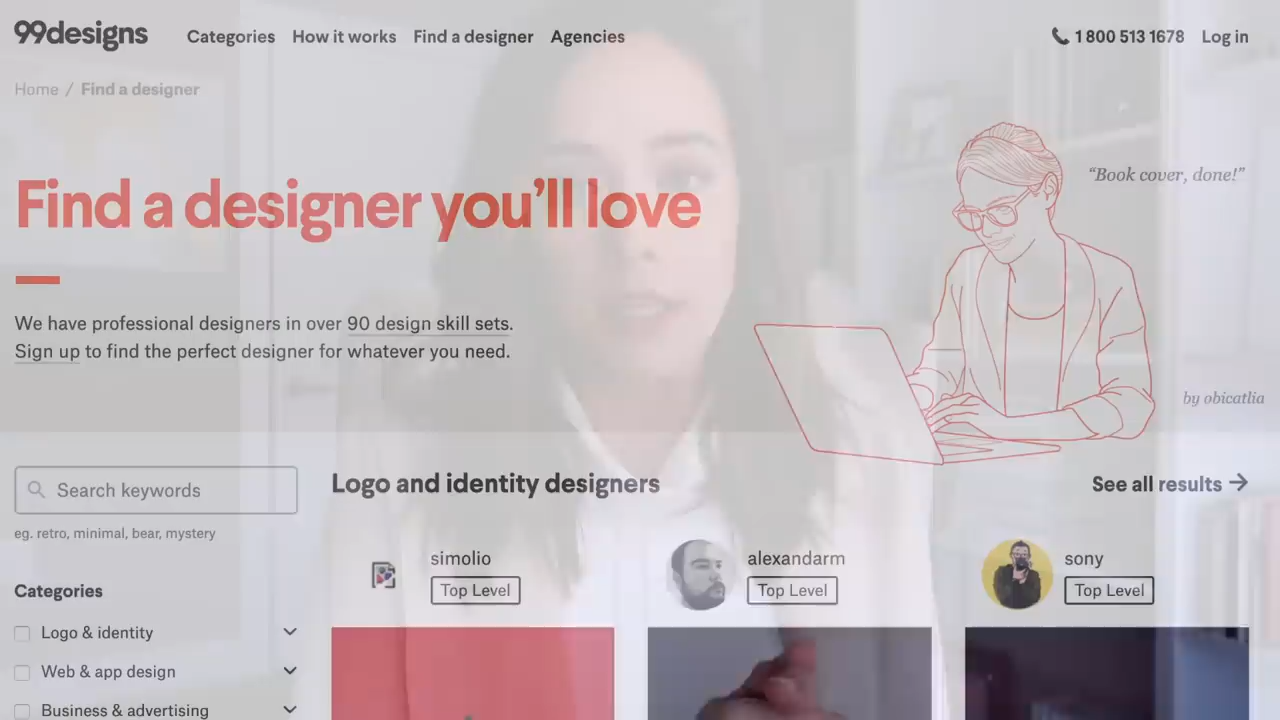 99designs Categories How it works Find a designer Agencies 1 800 513 1678 Log in
Home / Find a designer
Find a designer you'll love
“Book cover, done!”
We have professional designers in over 90 design skill sets.
Sign up to find the perfect designer for whatever you need.
by obicatlia
Search keywords
eg. retro, minimal, bear, mystery
Categories
Logo & identity
Web & app design
Business & advertising
Logo and identity designers
See all results
simolio
Top Level
alexandarm
Top Level
sony
Top Level